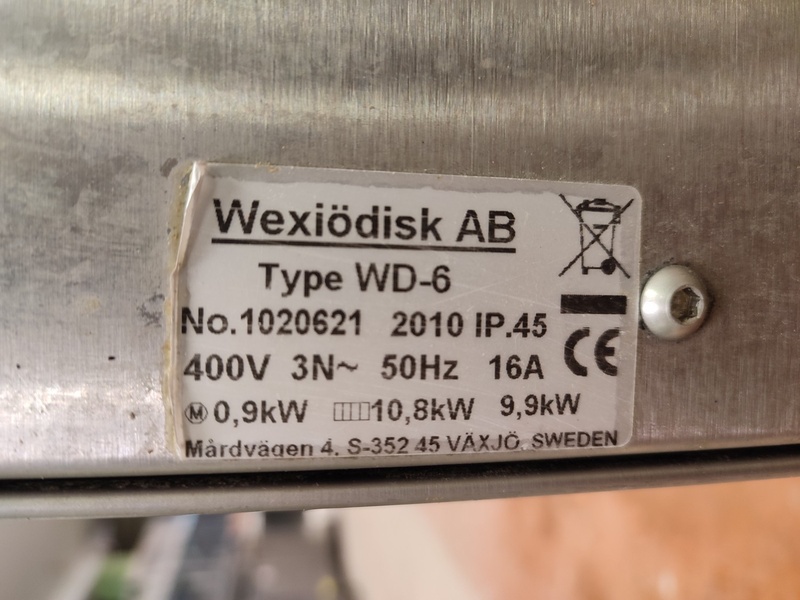 Wexiödisk AB
Type WD-6
No.1020621 2010 IP.45
400V 3N~ 50Hz 16A
M 0,9kW 10,8kW 9,9kW
Mårdvägen 4, S-352 45 VÄXJÖ, SWEDEN
CE